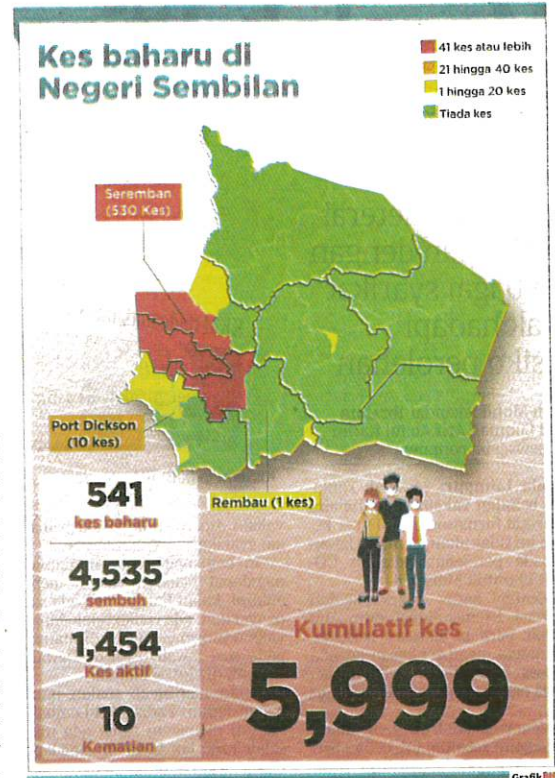 Kes baharu di
Negeri Sembilan
41 kes atau lebih
21 hingga 40 kes
1 hingga 20 kes
Tiada kes
Seremban
(530 Kes)
Port Dickson
(10 kes)
Rembau (1 kes)
541
kes baharu
4,535
sembuh
1,454
Kes aktif
10
Kematian
Kumulatif kes
5,999
Grafik